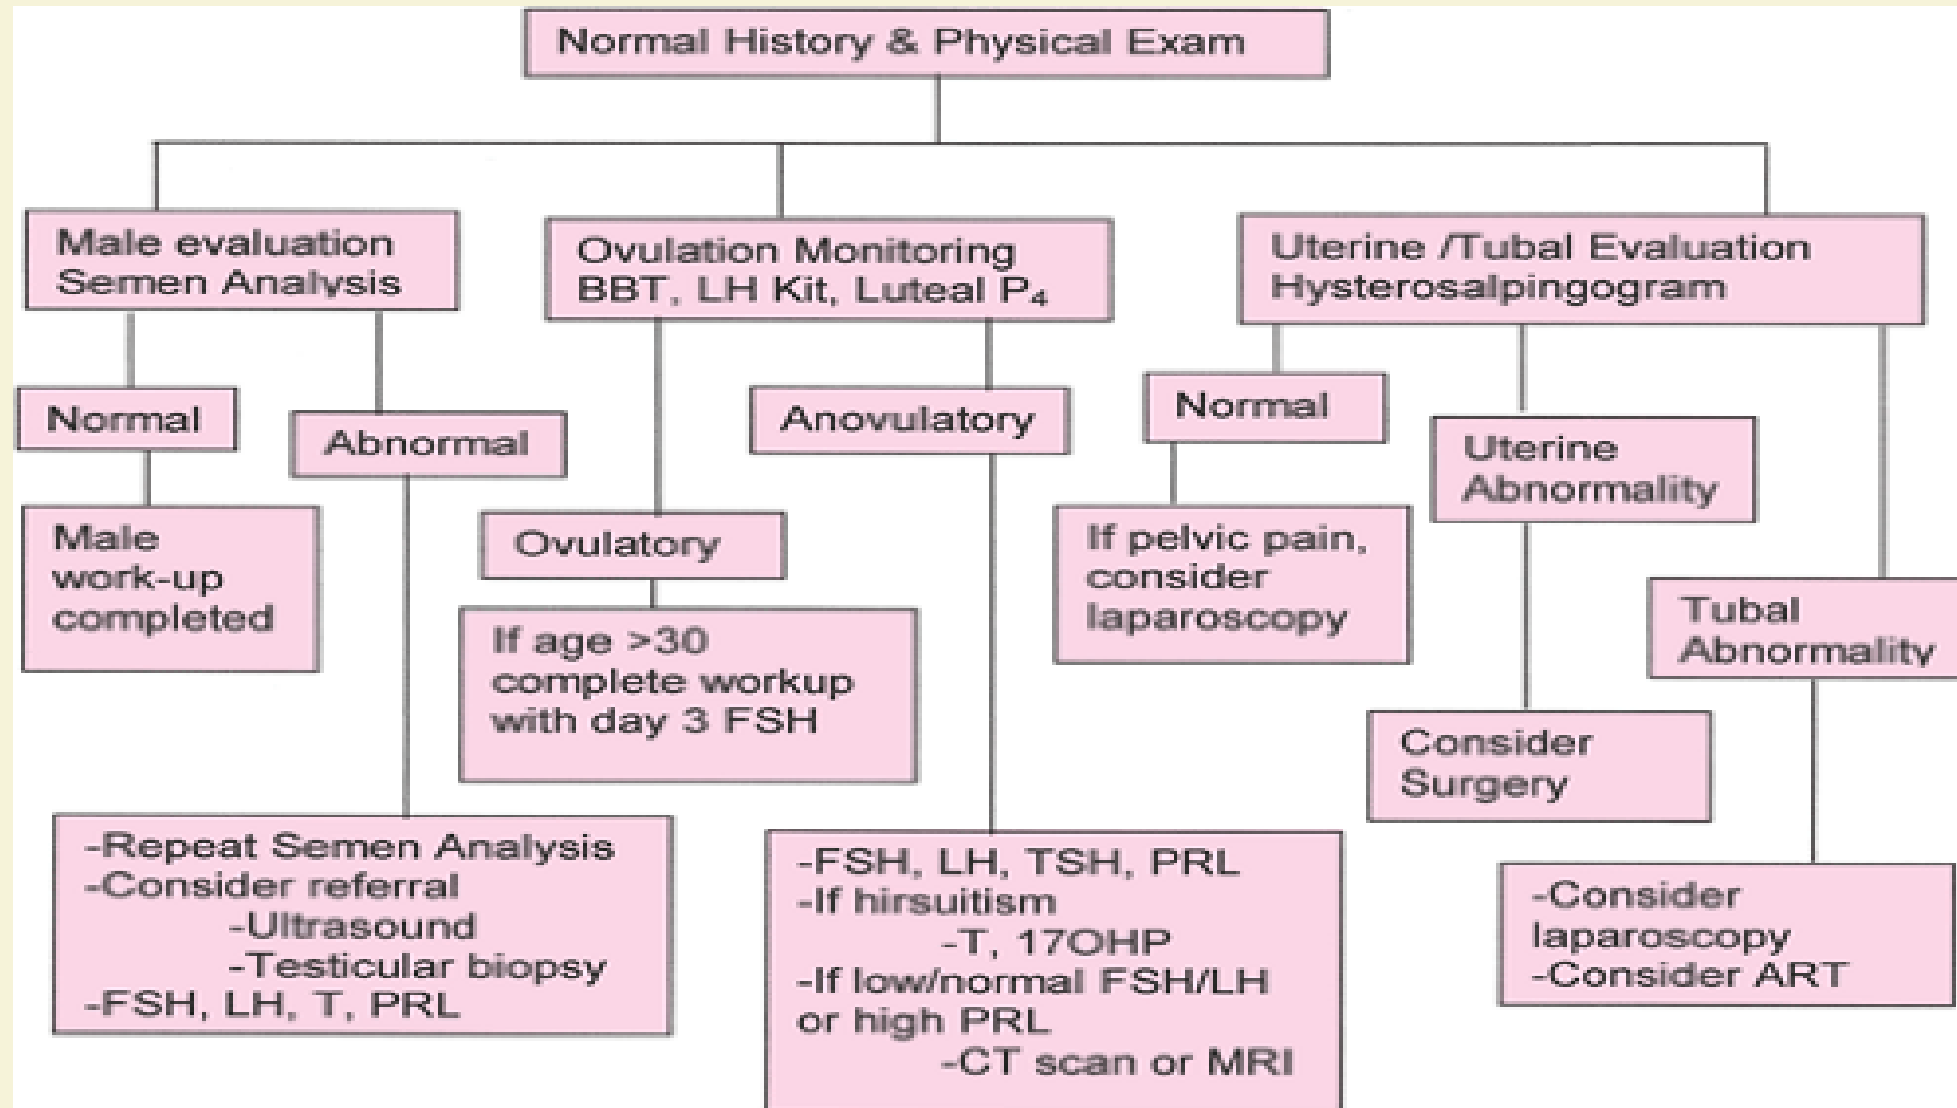 Normal History & Physical Exam
Male evaluation
Semen Analysis
Ovulation Monitoring
BBT, LH Kit, Luteal P₄
Uterine /Tubal Evaluation
Hysterosalpingogram
Normal
Abnormal
Anovulatory
Normal
Uterine
Abnormality
Male
work-up
completed
Ovulatory
If pelvic pain,
consider
laparoscopy
Tubal
Abnormality
If age >30
complete workup
with day 3 FSH
Consider
Surgery
-Repeat Semen Analysis
-Consider referral
-Ultrasound
-Testicular biopsy
-FSH, LH, T, PRL
-FSH, LH, TSH, PRL
-If hirsuitism
-T, 17OHP
-If low/normal FSH/LH
or high PRL
-CT scan or MRI
-Consider
laparoscopy
-Consider ART